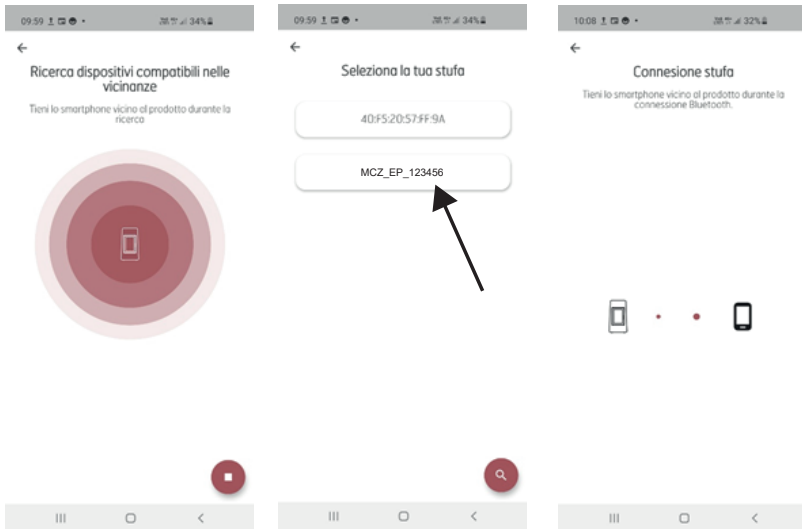 09:59
34%
Ricerca dispositivi compatibili nelle
vicinanze
Tieni lo smartphone vicino al prodotto durante la
ricerca
09:59
34%
Seleziona la tua stufa
40:F5:20:57:FF:9A
MCZ_EP_123456
10:08
32%
Connesione stufa
Tieni lo smartphone vicino al prodotto durante la
connessione Bluetooth.